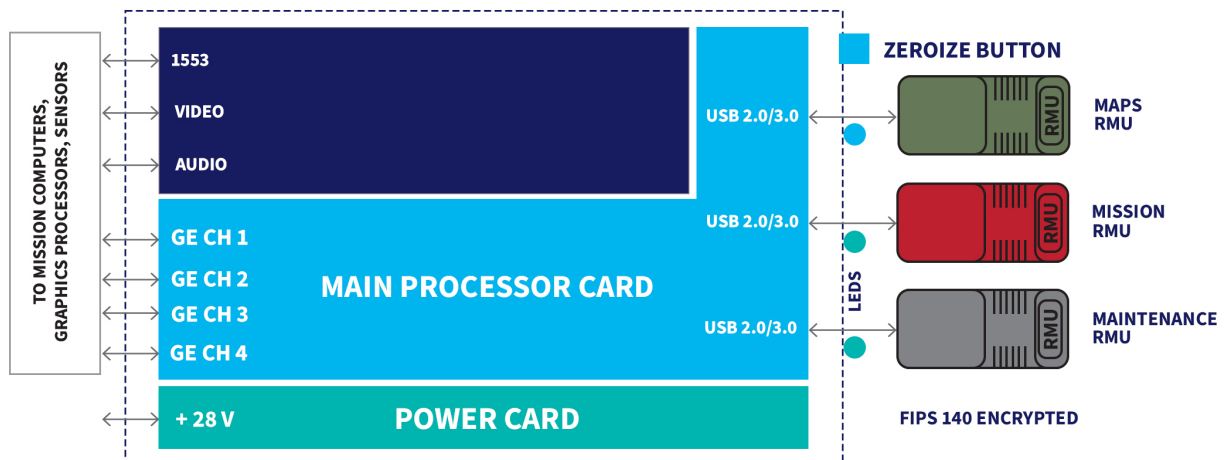 TO MISSION COMPUTERS,
GRAPHICS PROCESSORS, SENSORS
1553
VIDEO
AUDIO
GE CH 1
GE CH 2
GE CH 3
GE CH 4
MAIN PROCESSOR CARD
USB 2.0/3.0
USB 2.0/3.0
USB 2.0/3.0
+ 28 V
POWER CARD
LEDS
ZEROIZE BUTTON
RMU
MAPS
RMU
RMU
MISSION
RMU
RMU
MAINTENANCE
RMU
FIPS 140 ENCRYPTED